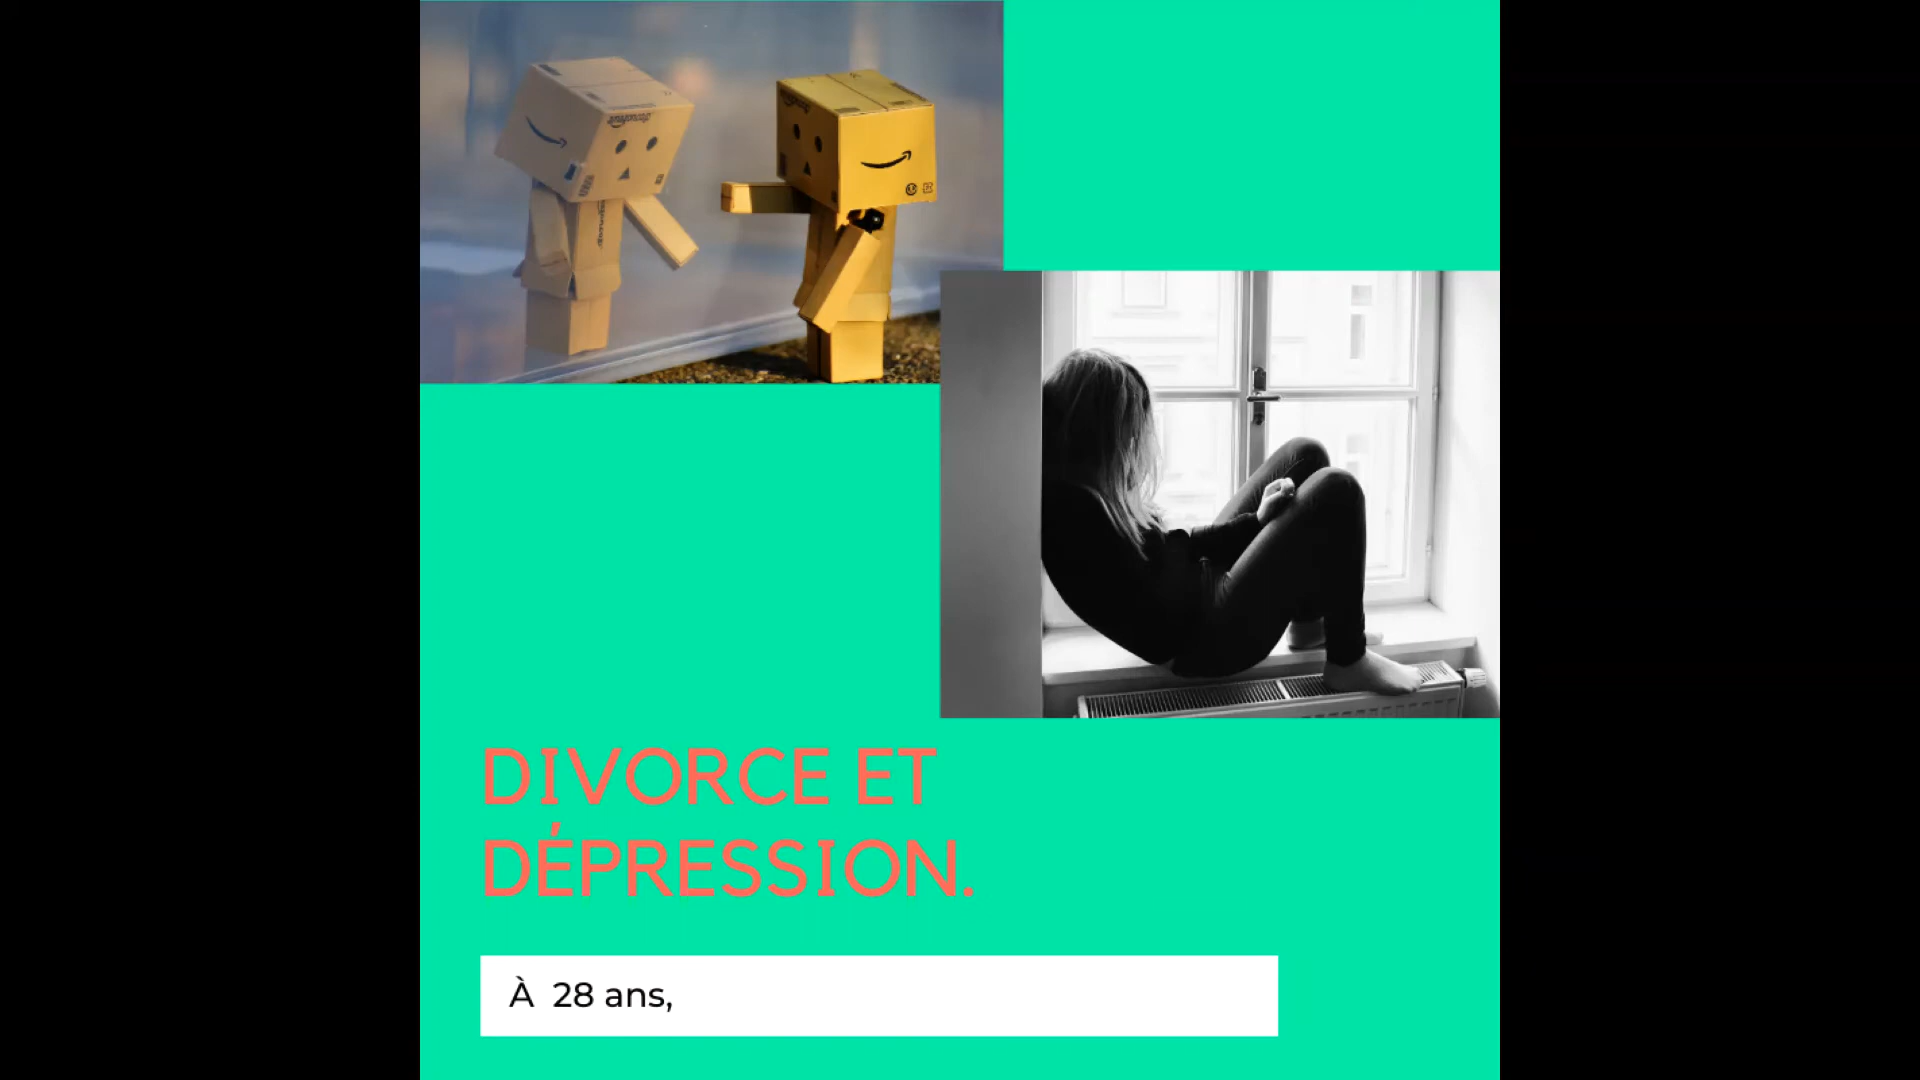 DIVORCE ET
DÉPRESSION.
À 28 ans,